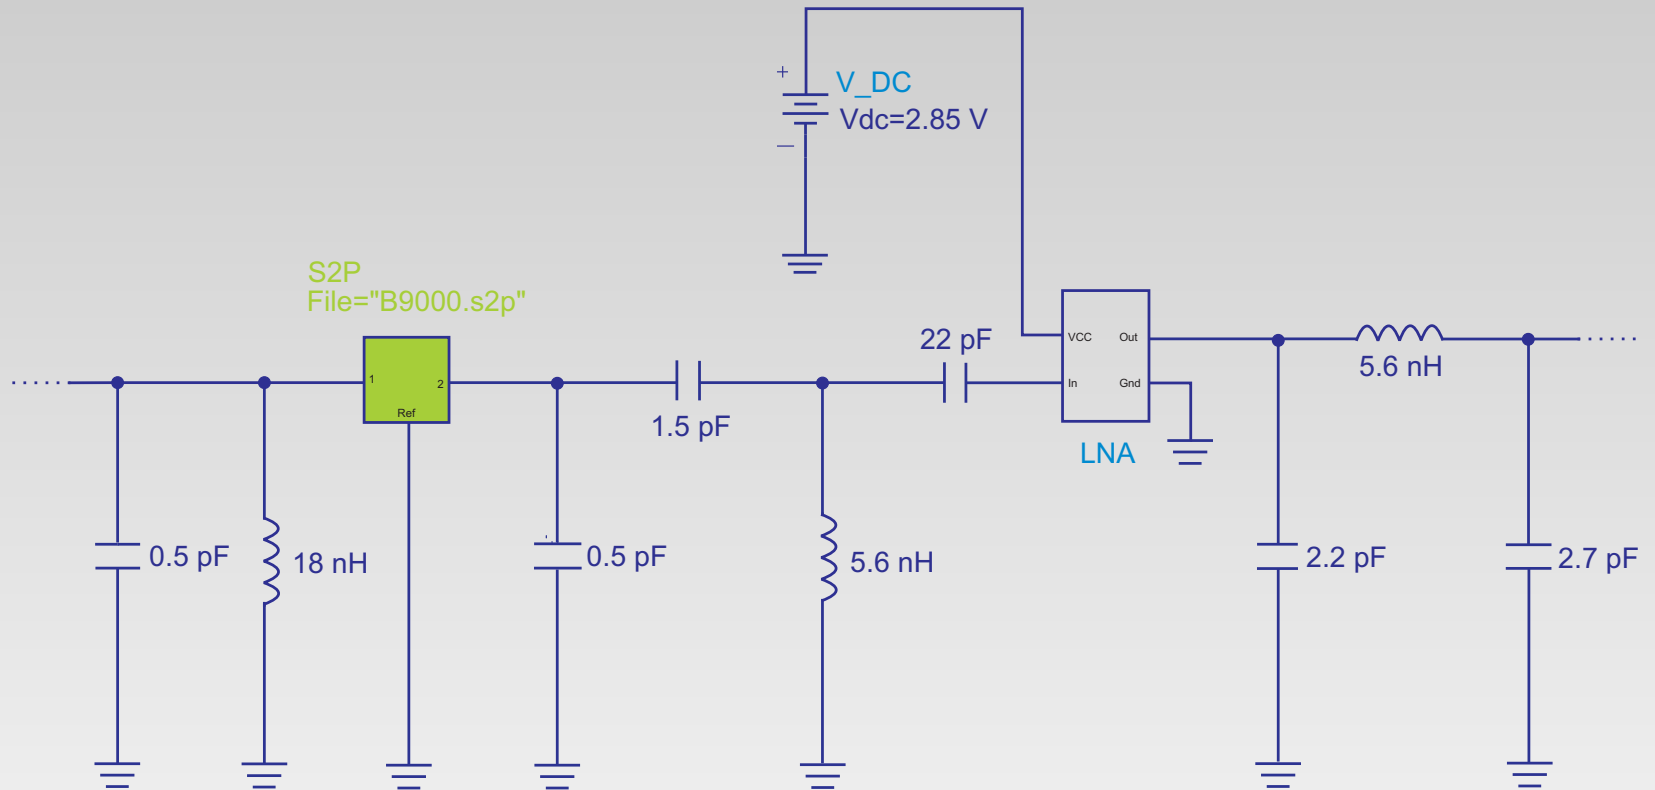 +
V_DC
Vdc=2.85 V
—
S2P
File="B9000.s2p"
1
2
Ref
1.5 pF
22 pF
VCC
Out
In
Gnd
LNA
5.6 nH
0.5 pF
18 nH
0.5 pF
5.6 nH
2.2 pF
2.7 pF